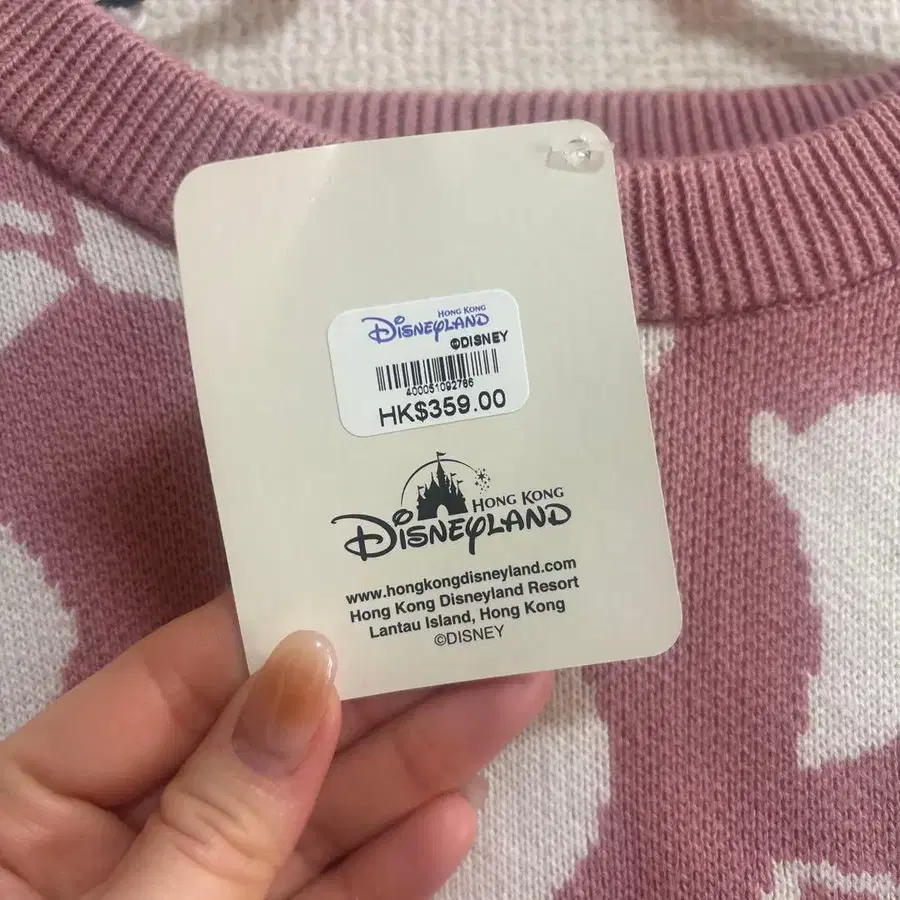 HONG KONG
DISNEYLAND
©DISNEY
400051092786
HK$359.00
HONG KONG
DISNEYLAND
www.hongkongdisneyland.com
Hong Kong Disneyland Resort
Lantau Island, Hong Kong
©DISNEY